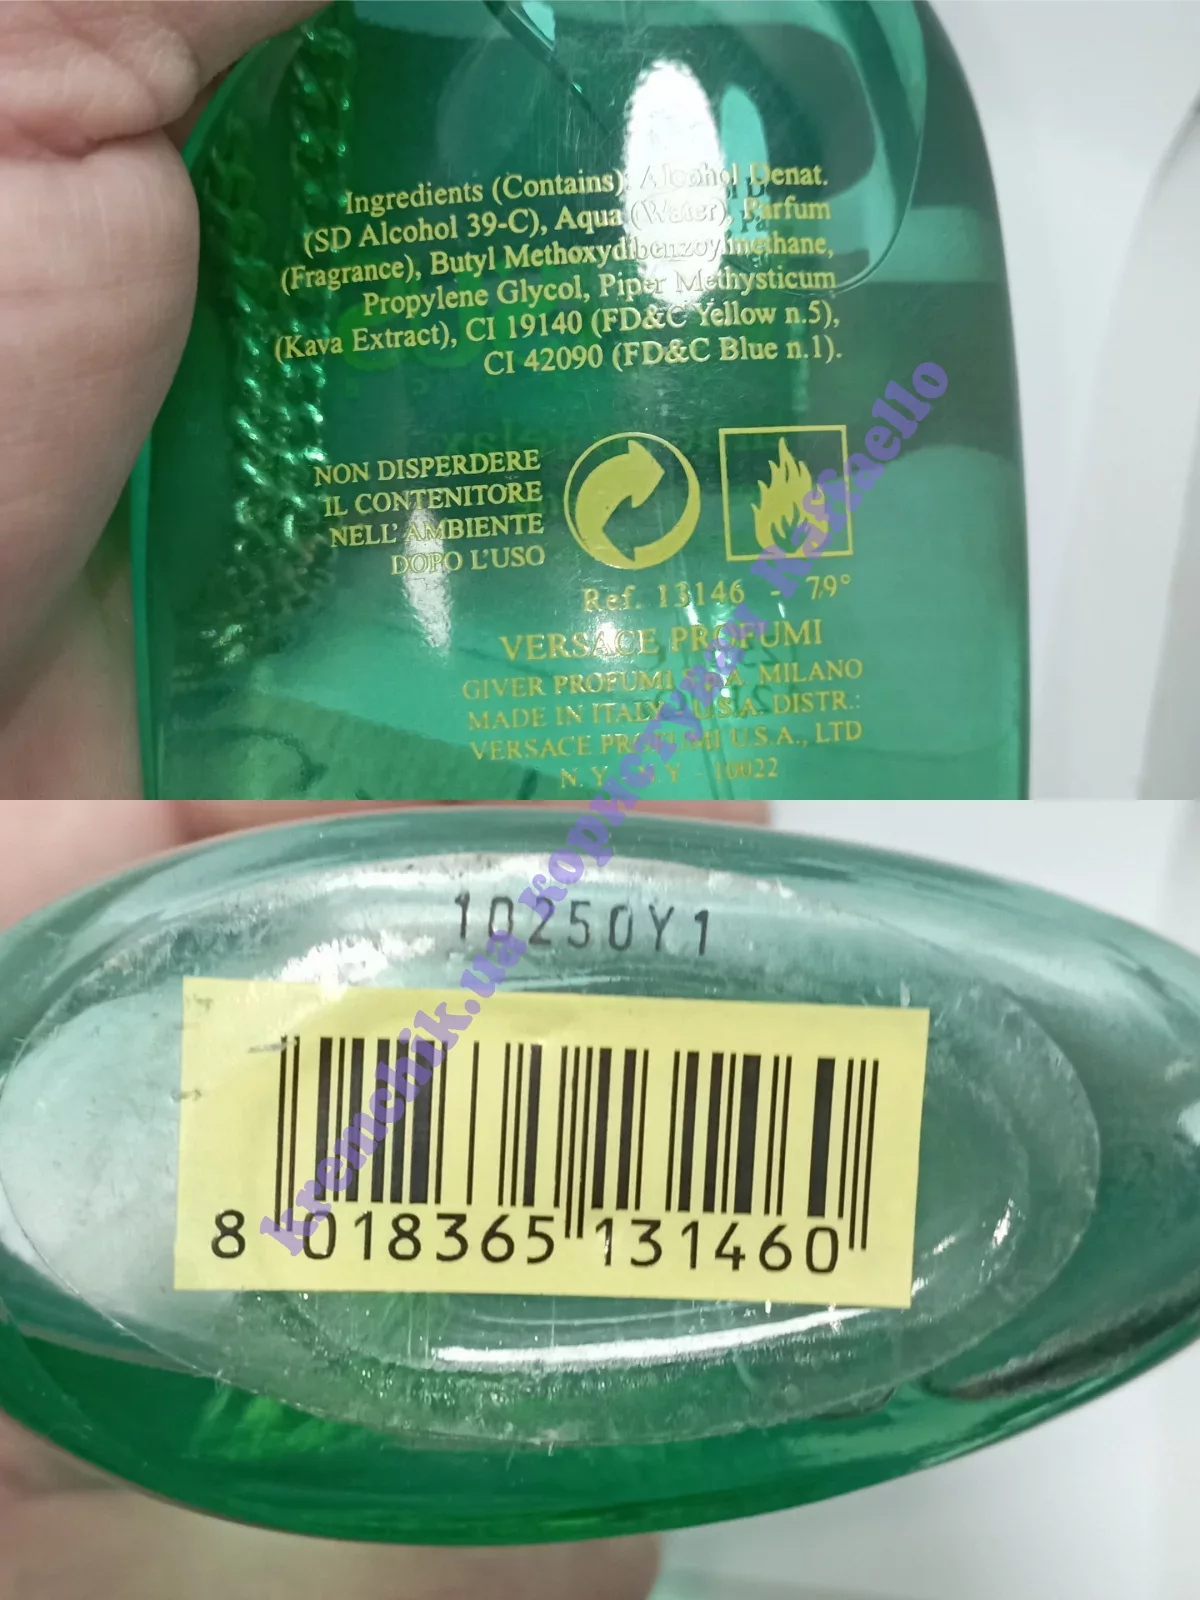 Ingredients (Contains): Alcohol Denat.
(SD Alcohol 39-C), Aqua (Water), Parfum
(Fragrance), Butyl Methoxydibenzoylmethane,
Propylene Glycol, Piper Methysticum
(Kava Extract), CI 19140 (FD&C Yellow n.5),
CI 42090 (FD&C Blue n.1).
NON DISPERDERE
IL CONTENITORE
NELL'AMBIENTE
DOPO L'USO
Ref. 13146 - 79°
VERSACE PROFUMI
GIVER PROFUMI S.p.A. MILANO
MADE IN ITALY - U.S.A. DISTR.:
VERSACE PROFUMI U.S.A., LTD
N.Y. N.Y - 10022
kremchik.ua користувач Raffaello
10250Y1
8 018365 131460